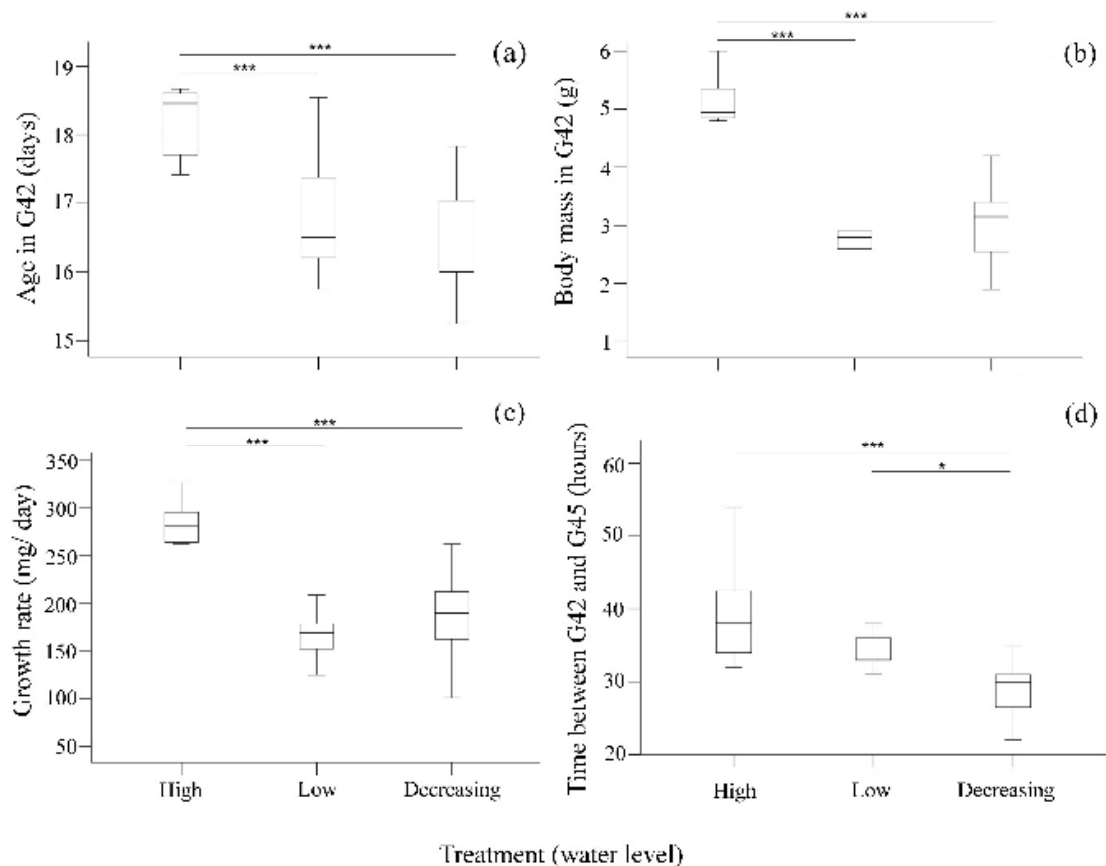 (a)
***
***
19
18
17
16
15
Age in G42 (days)
(b)
***
***
6
5
4
3
2
1
Body mass in G42 (g)
(c)
***
***
350
300
250
200
150
100
50
Growth rate (mg/ day)
High Low Decreasing
(d)
***
*
60
50
40
30
20
Time between G42 and G45 (hours)
High Low Decreasing
Treatment (water level)